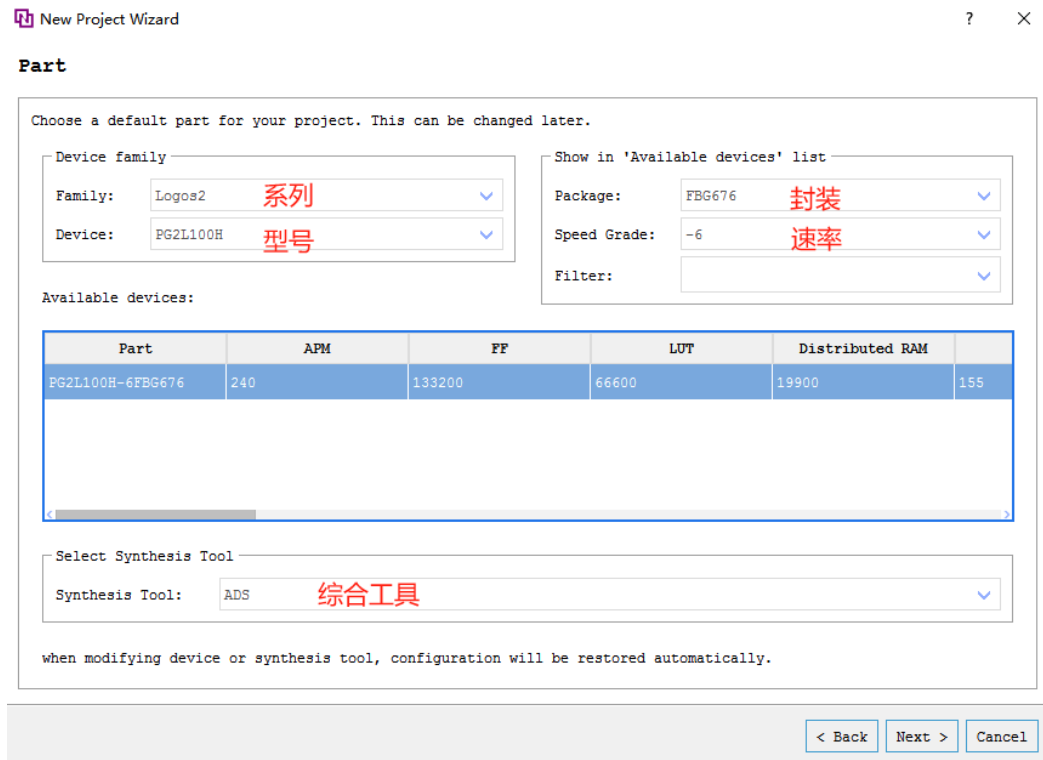 New Project Wizard ? ×
Part
Choose a default part for your project. This can be changed later.
Device family
Family: Logos2 系列
Device: PG2L100H 型号
Show in 'Available devices' list
Package: FBG676 封装
Speed Grade: -6 速率
Filter:
Available devices:
Part APM FF LUT Distributed RAM
PG2L100H-6FBG676 240 133200 66600 19900 155
Select Synthesis Tool
Synthesis Tool: ADS 综合工具
when modifying device or synthesis tool, configuration will be restored automatically.
< Back Next > Cancel